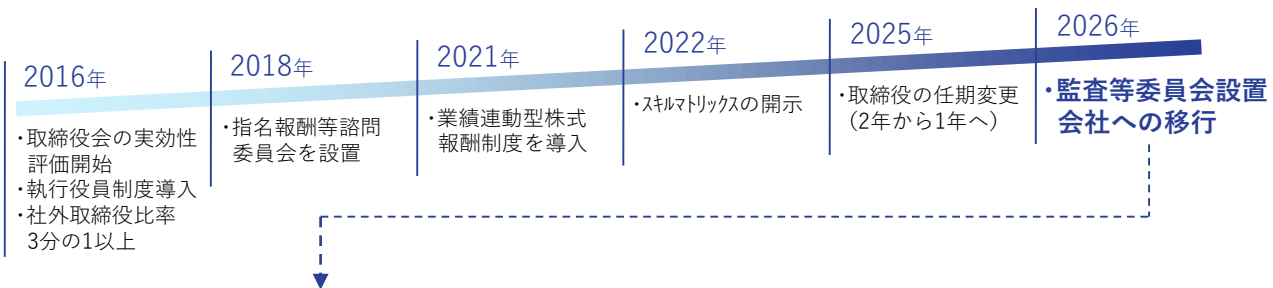 2016年
・取締役会の実効性
評価開始
・執行役員制度導入
・社外取締役比率
3分の1以上
2018年
・指名報酬等諮問
委員会を設置
2021年
・業績連動型株式
報酬制度を導入
2022年
・ｽｷﾙﾏﾄﾘｯｸｽの開示
2025年
・取締役の任期変更
(2年から1年へ)
2026年
・監査等委員会設置
会社への移行